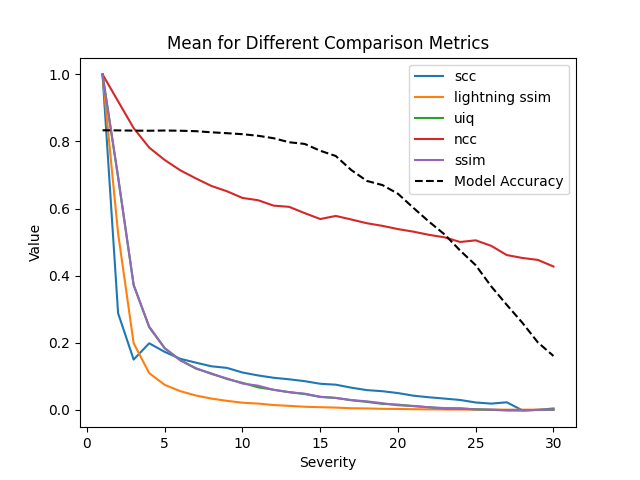 Mean for Different Comparison Metrics
scc
lightning ssim
uiq
ncc
ssim
Model Accuracy
1.0
0.8
0.6
0.4
0.2
0.0
Value
0 5 10 15 20 25 30
Severity